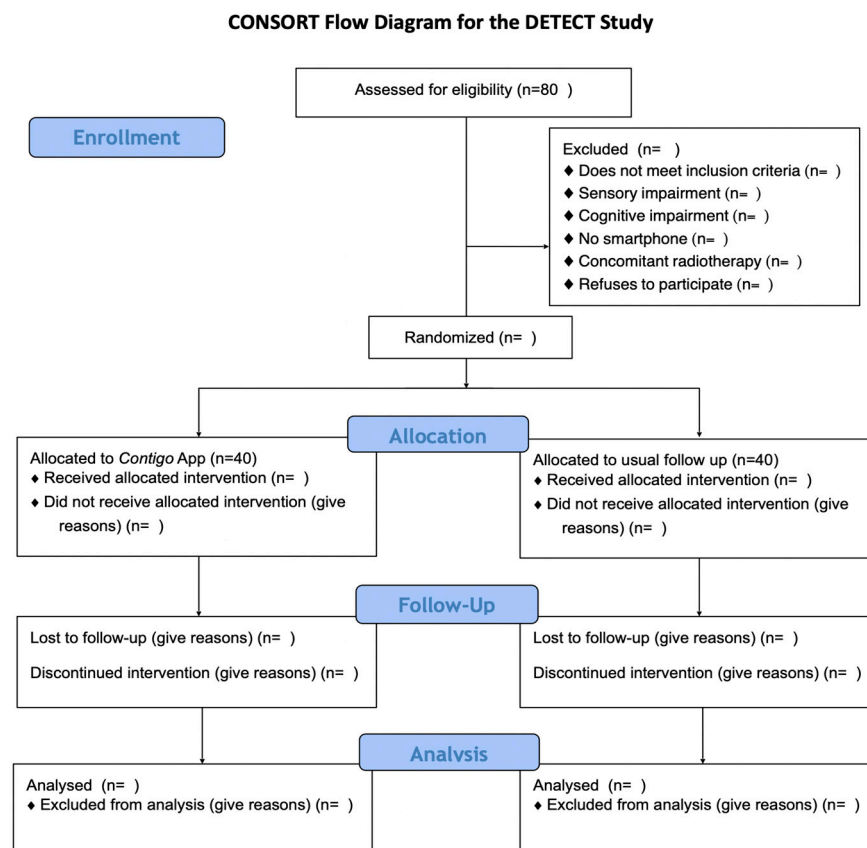 CONSORT Flow Diagram for the DETECT Study
Assessed for eligibility (n=80  )
Enrollment
Excluded  (n=  )
♦ Does not meet inclusion criteria (n=  )
♦ Sensory impairment (n=  )
♦ Cognitive impairment (n=  )
♦ No smartphone (n=  )
♦ Concomitant radiotherapy (n=  )
♦ Refuses to participate (n=  )
Randomized (n=  )
Allocation
Allocated to Contigo App (n=40)
♦ Received allocated intervention (n=  )
♦ Did not receive allocated intervention (give
reasons) (n=  )
Allocated to usual follow up (n=40)
♦ Received allocated intervention (n=  )
♦ Did not receive allocated intervention (give
reasons) (n=  )
Follow-Up
Lost to follow-up (give reasons) (n=  )
Discontinued intervention (give reasons) (n=  )
Lost to follow-up (give reasons) (n=  )
Discontinued intervention (give reasons) (n=  )
Analysis
Analysed  (n=  )
♦ Excluded from analysis (give reasons) (n=  )
Analysed  (n=  )
♦ Excluded from analysis (give reasons) (n=  )